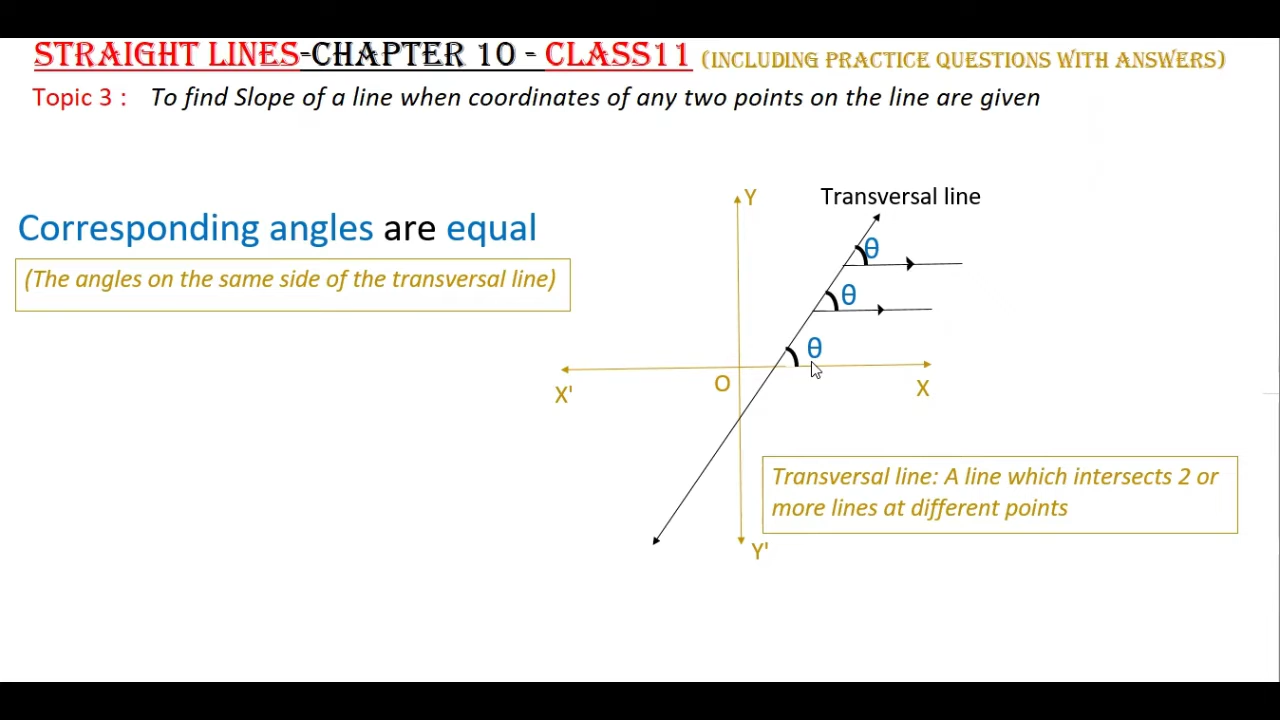 STRAIGHT LINES-CHAPTER 10 - CLASS11 (INCLUDING PRACTICE QUESTIONS WITH ANSWERS)
Topic 3 : To find Slope of a line when coordinates of any two points on the line are given
Y
Transversal line
Corresponding angles are equal
(The angles on the same side of the transversal line)
θ
θ
θ
O
X
X'
Transversal line: A line which intersects 2 or
more lines at different points
Y'